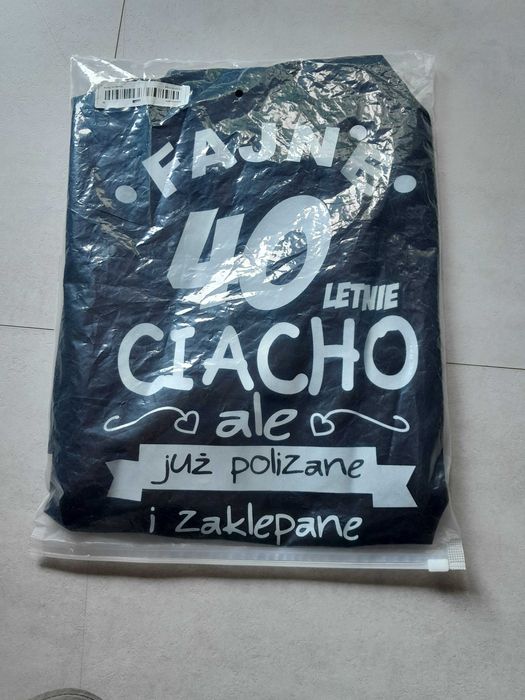 FAJNE
40
LETNIE
CIACHO
ale
już polizane
i zaklepane